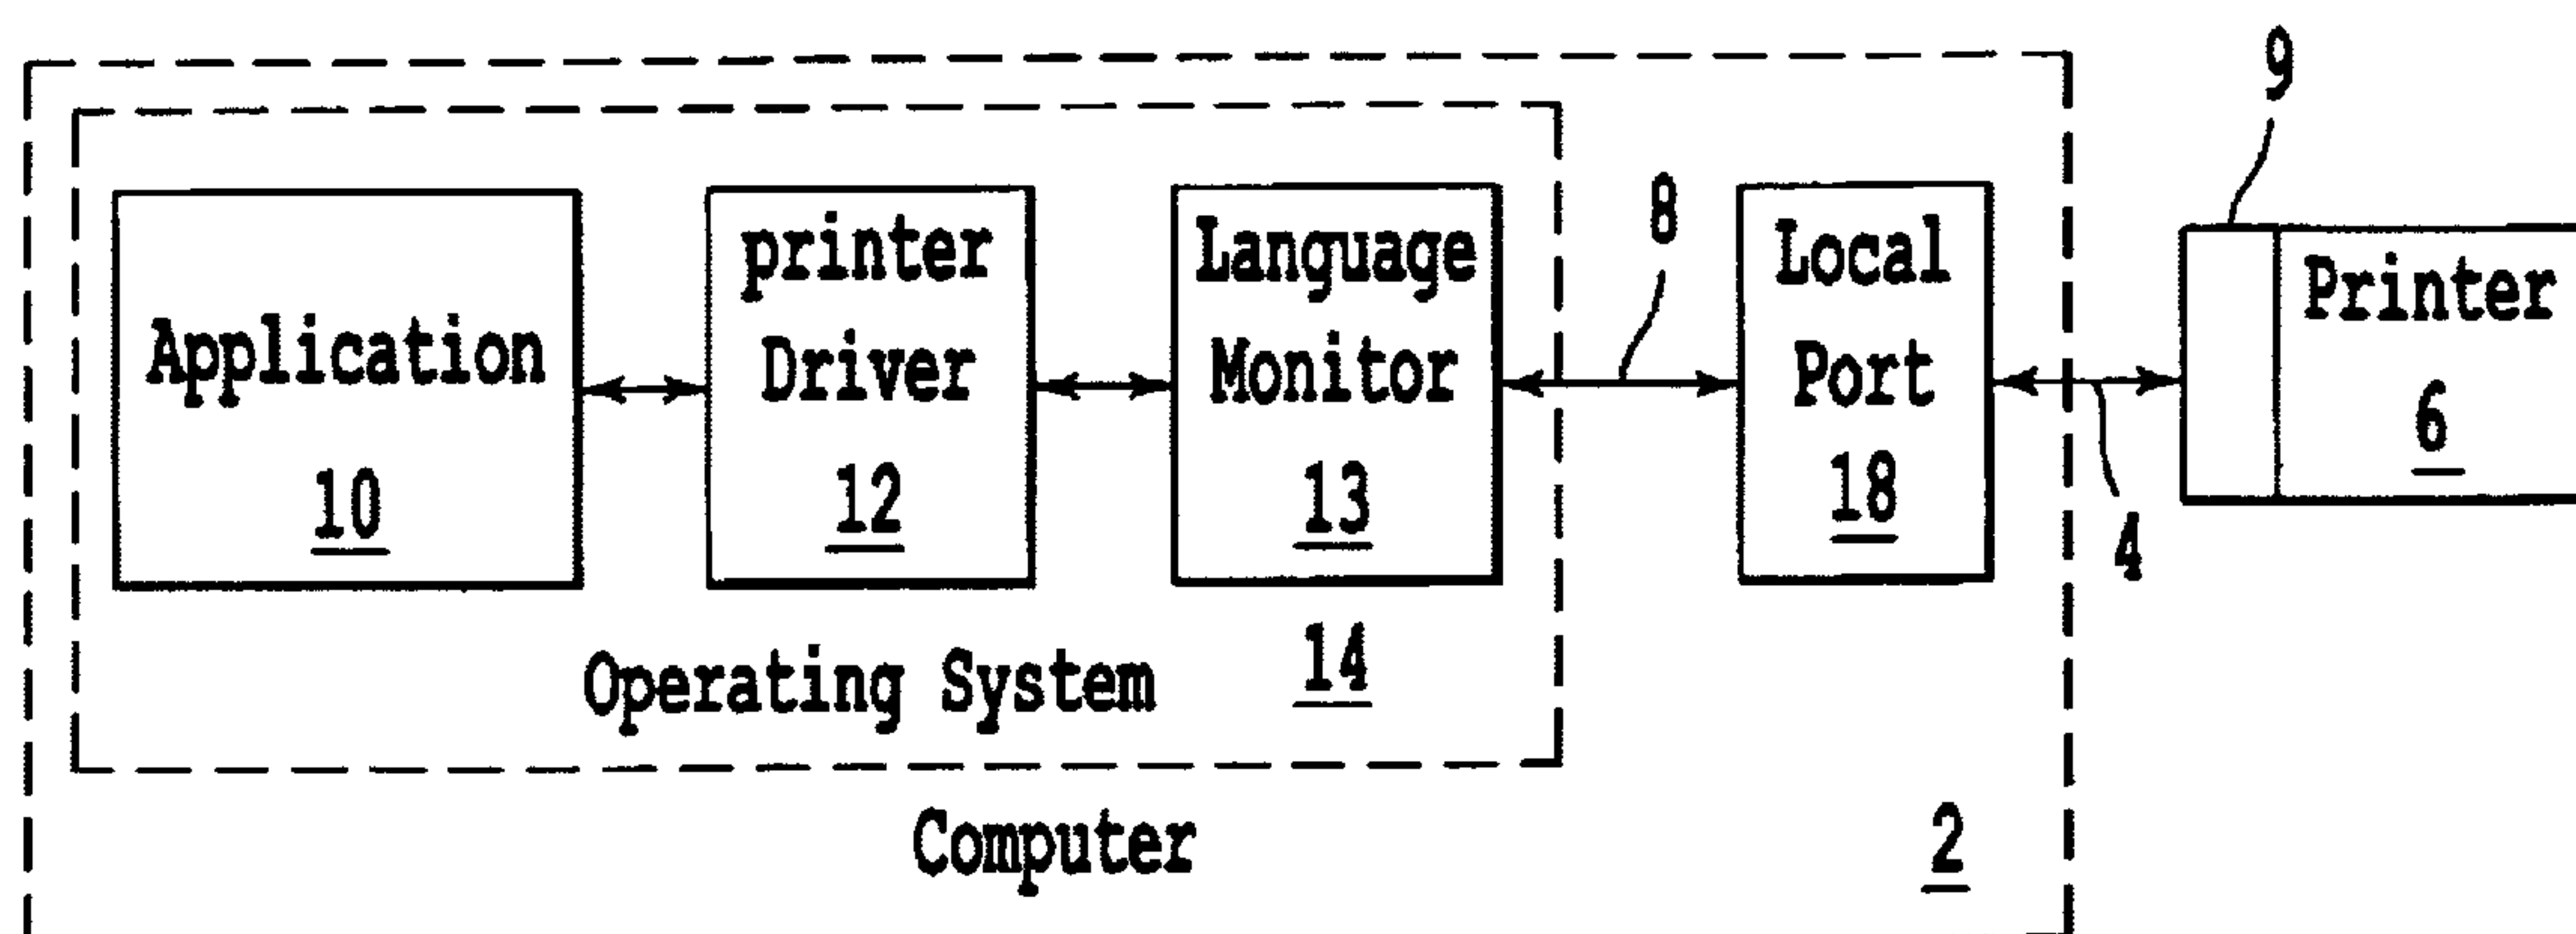 9
Application
10
printer
Driver
12
Language
Monitor
13
8
Local
Port
18
Printer
6
4
Operating System 14
Computer
2